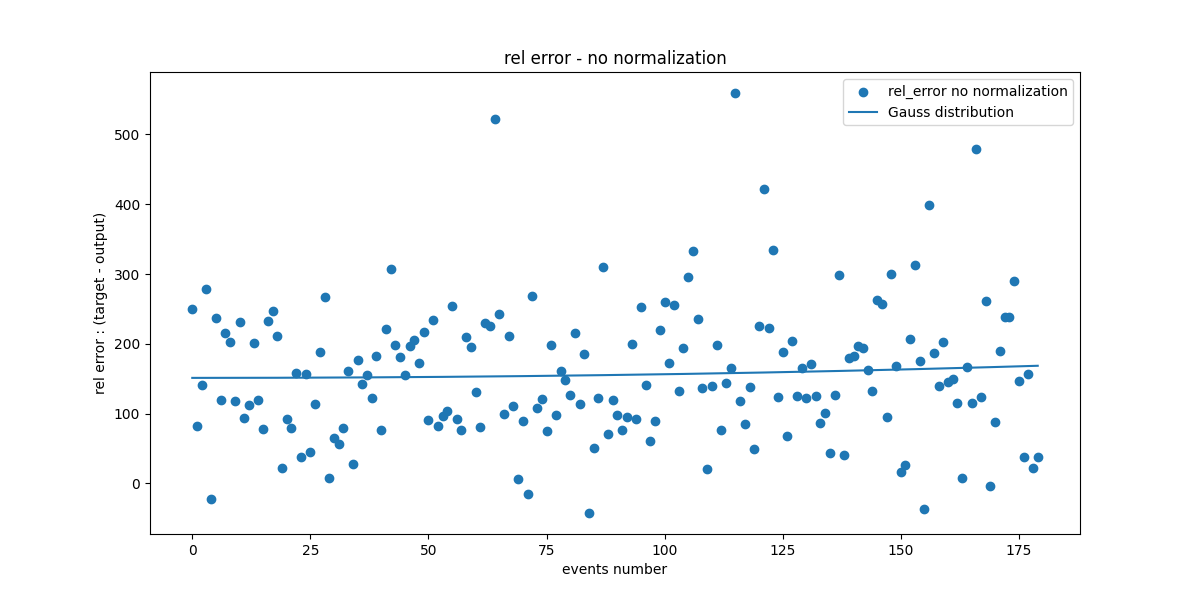 rel error - no normalization
rel_error no normalization
Gauss distribution
rel error : (target - output)
500
400
300
200
100
0
0 25 50 75 100 125 150 175
events number